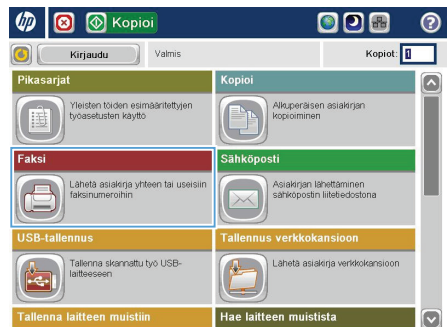 hp
Kopioi
?
Kirjaudu
Valmis
Kopiot: 1
Pikasarjat
Yleisten töiden esimääritettyjen
työasetusten käyttö
Kopioi
Alkuperäisen asiakirjan
kopioiminen
Faksi
Lähetä asiakirja yhteen tai useisiin
faksinumeroihin
Sähköposti
Asiakirjan lähettäminen
sähköpostin liitetiedostona
USB-tallennus
Tallenna skannattu työ USB-
laitteeseen
Tallennus verkkokansioon
Lähetä asiakirja verkkokansioon
Tallenna laitteen muistiin
Hae laitteen muistista